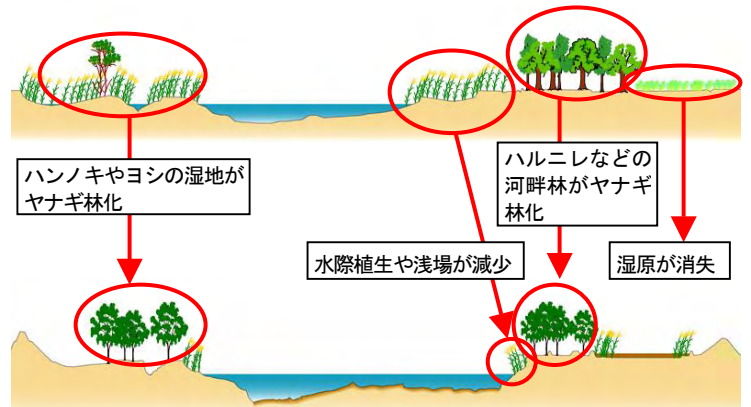 ハンノキやヨシの湿地が
ヤナギ林化
ハルニレなどの
河畔林がヤナギ
林化
水際植生や浅場が減少
湿原が消失